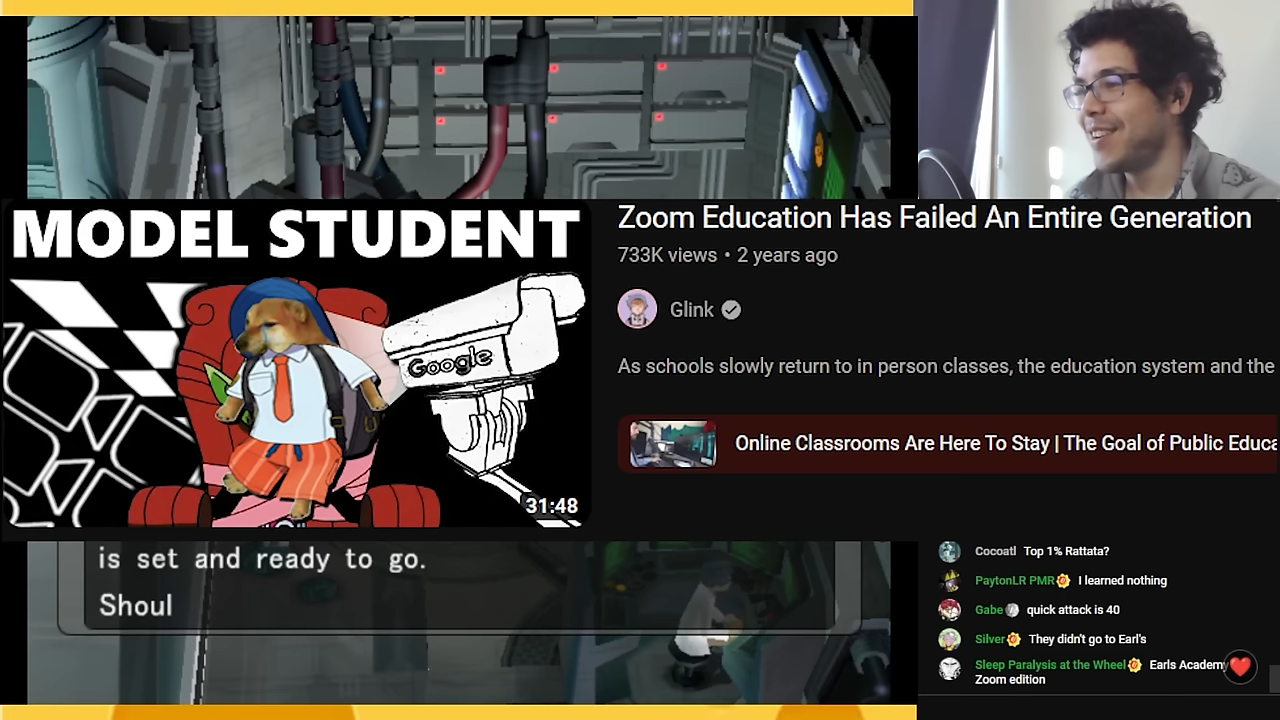 MODEL STUDENT
Google
31:48
Zoom Education Has Failed An Entire Generation
733K views • 2 years ago
Glink
As schools slowly return to in person classes, the education system and the
Online Classrooms Are Here To Stay | The Goal of Public Educa
is set and ready to go.
Shoul
Cocoatl Top 1% Rattata?
PaytonLR PMR I learned nothing
Gabe quick attack is 40
Silver They didn't go to Earl's
Sleep Paralysis at the Wheel Earls Academy
Zoom edition